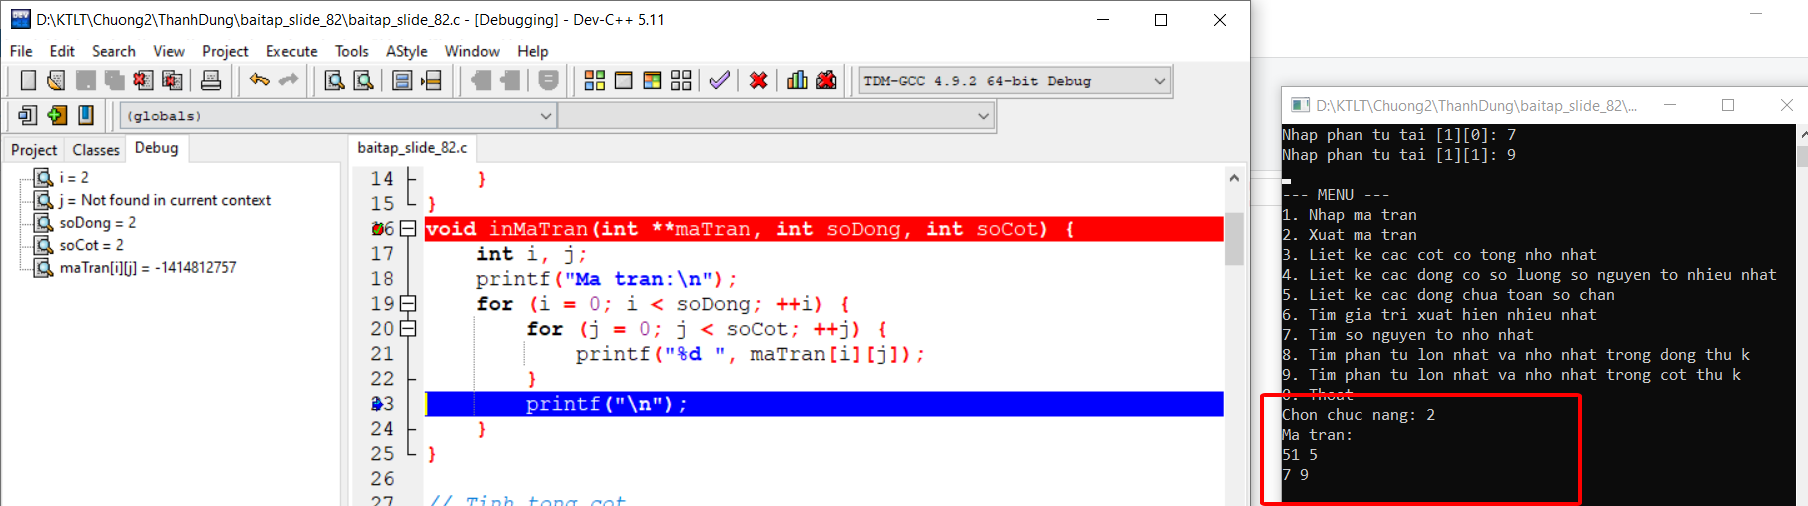 D:\KTLT\Chuong2\ThanhDung\baitap_slide_82\baitap_slide_82.c - [Debugging] - Dev-C++ 5.11
File Edit Search View Project Execute Tools AStyle Window Help
TDM-GCC 4.9.2 64-bit Debug
(globals)
Project Classes Debug
i = 2
j = Not found in current context
soDong = 2
soCot = 2
maTran[i][j] = -1414812757
baitap_slide_82.c
14 }
15 }
16 void inMaTran(int **maTran, int soDong, int soCot) {
17 int i, j;
18 printf("Ma tran:\n");
19 for (i = 0; i < soDong; ++i) {
20 for (j = 0; j < soCot; ++j) {
21 printf("%d ", maTran[i][j]);
22 }
23 printf("\n");
24 }
25 }
26
27 // Tinh tong cot
D:\KTLT\Chuong2\ThanhDung\baitap_slide_82\...
Nhap phan tu tai [1][0]: 7
Nhap phan tu tai [1][1]: 9
--- MENU ---
1. Nhap ma tran
2. Xuat ma tran
3. Liet ke cac cot co tong nho nhat
4. Liet ke cac dong co so luong so nguyen to nhieu nhat
5. Liet ke cac dong chua toan so chan
6. Tim gia tri xuat hien nhieu nhat
7. Tim so nguyen to nho nhat
8. Tim phan tu lon nhat va nho nhat trong dong thu k
9. Tim phan tu lon nhat va nho nhat trong cot thu k
0. Thoat
Chon chuc nang: 2
Ma tran:
51 5
7 9